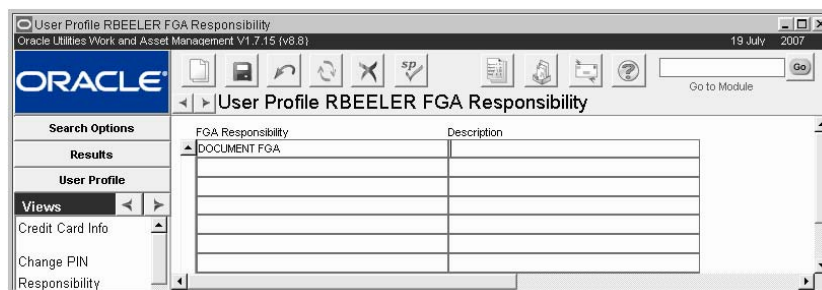 User Profile RBEELER FGA Responsibility
Oracle Utilities Work and Asset Management V1.7.15 (v8.8) 19 July 2007
ORACLE
sp
Go
Go to Module
User Profile RBEELER FGA Responsibility
Search Options
Results
User Profile
Views
Credit Card Info
Change PIN
Responsibility
FGA Responsibility Description
DOCUMENT FGA